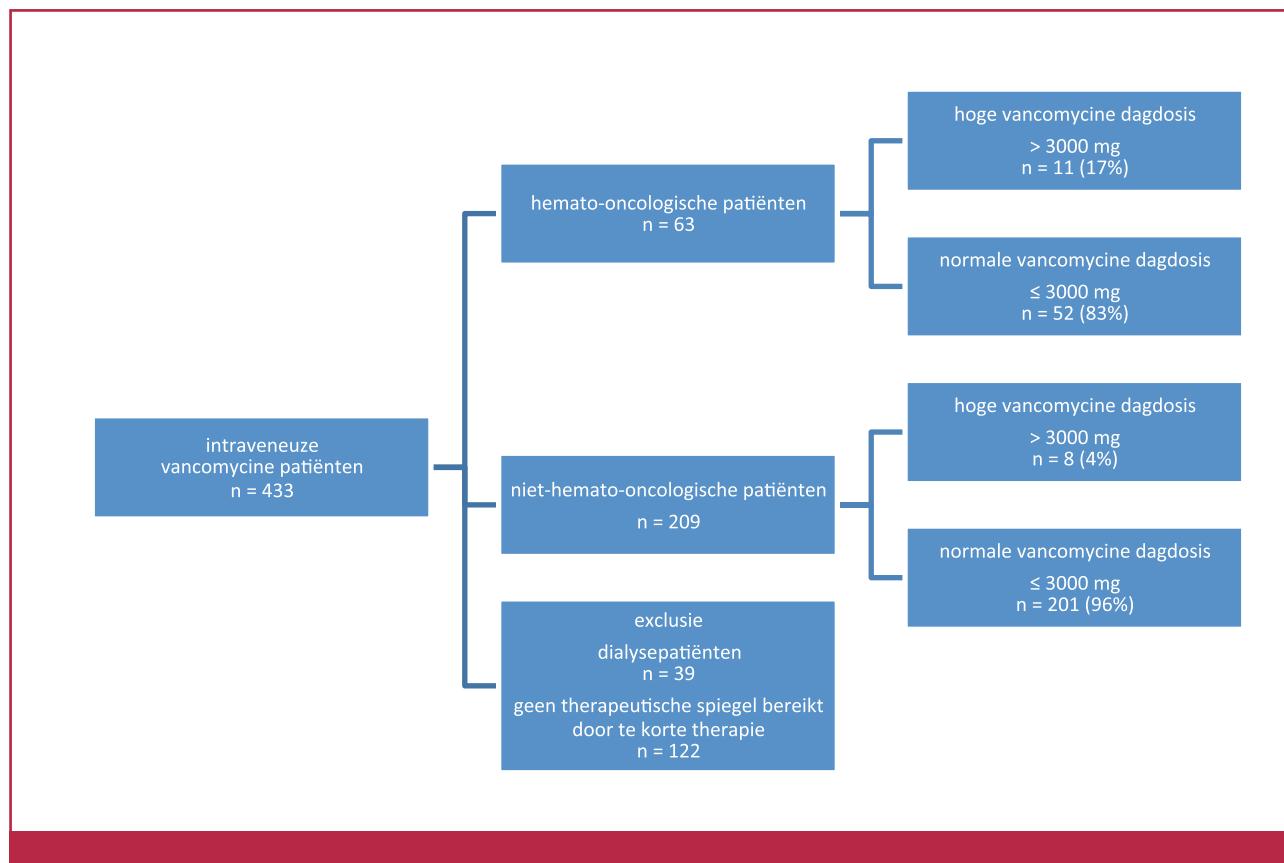 intraveneuze
vancomycine patiënten
n = 433
hemato-oncologische patiënten
n = 63
hoge vancomycine dagdosis
> 3000 mg
n = 11 (17%)
normale vancomycine dagdosis
≤ 3000 mg
n = 52 (83%)
niet-hemato-oncologische patiënten
n = 209
hoge vancomycine dagdosis
> 3000 mg
n = 8 (4%)
normale vancomycine dagdosis
≤ 3000 mg
n = 201 (96%)
exclusie
dialysepatiënten
n = 39
geen therapeutische spiegel bereikt
door te korte therapie
n = 122